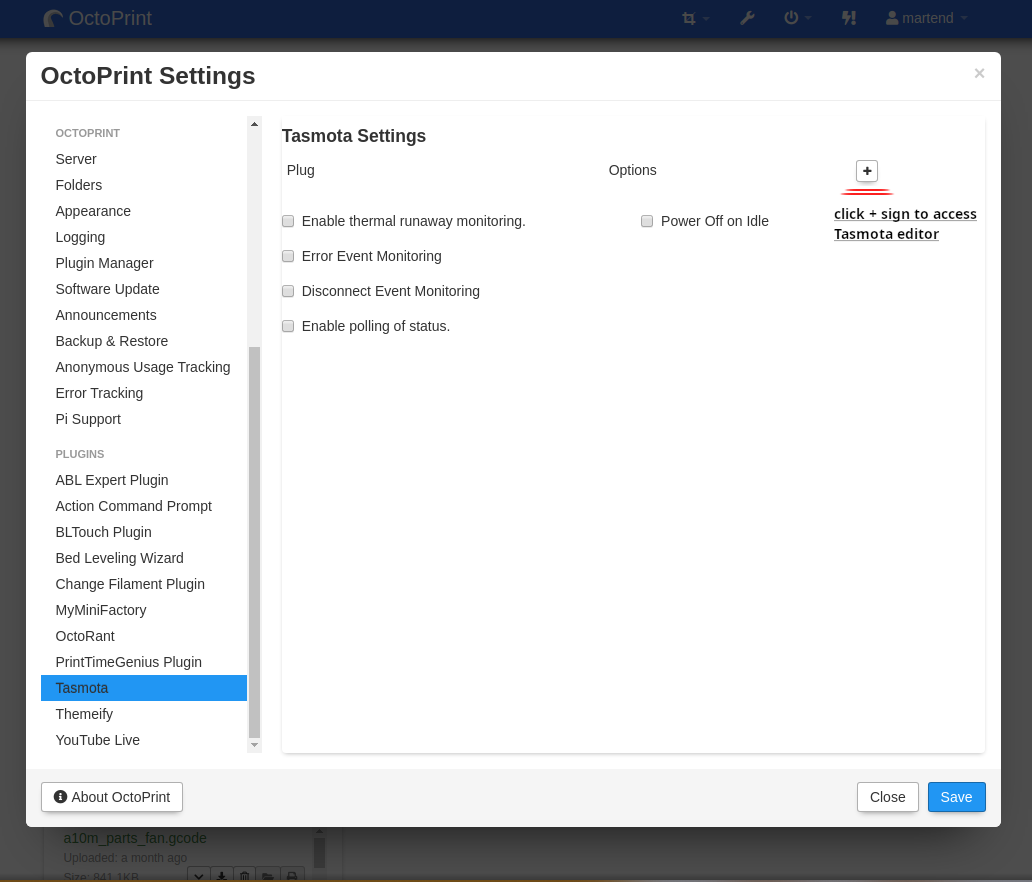 OctoPrint
martend
OctoPrint Settings
×
OCTOPRINT
Server
Folders
Appearance
Logging
Plugin Manager
Software Update
Announcements
Backup & Restore
Anonymous Usage Tracking
Error Tracking
Pi Support
PLUGINS
ABL Expert Plugin
Action Command Prompt
BLTouch Plugin
Bed Leveling Wizard
Change Filament Plugin
MyMiniFactory
OctoRant
PrintTimeGenius Plugin
Tasmota
Themeify
YouTube Live
Tasmota Settings
Plug Options +
click + sign to access
Tasmota editor
Enable thermal runaway monitoring. Power Off on Idle
Error Event Monitoring
Disconnect Event Monitoring
Enable polling of status.
About OctoPrint
Close Save
a10m_parts_fan.gcode
Uploaded: a month ago
Size: 841.1KB